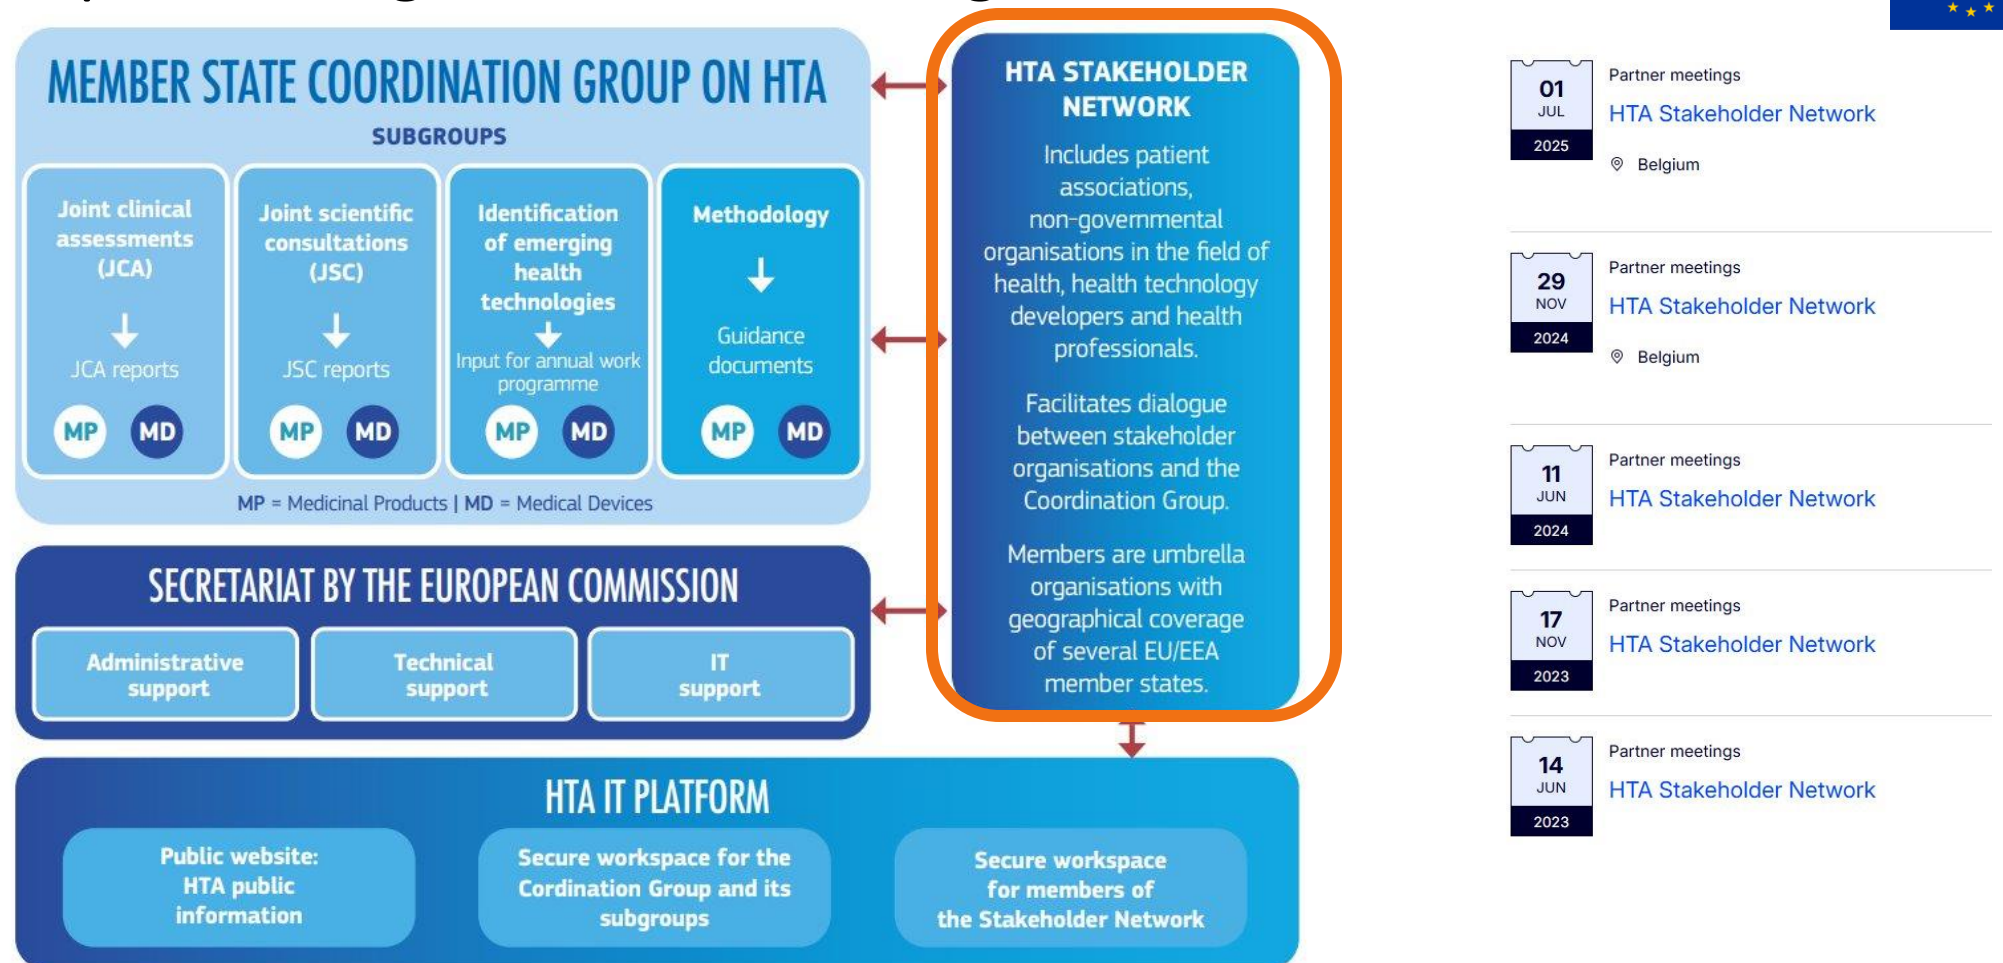 MEMBER STATE COORDINATION GROUP ON HTA
SUBGROUPS
Joint clinical
assessments
(JCA)
JCA reports
MP MD
Joint scientific
consultations
(JSC)
JSC reports
MP MD
Identification
of emerging
health
technologies
Input for annual work
programme
MP MD
Methodology
Guidance
documents
MP MD
MP = Medicinal Products | MD = Medical Devices
SECRETARIAT BY THE EUROPEAN COMMISSION
Administrative
support
Technical
support
IT
support
HTA STAKEHOLDER
NETWORK
Includes patient
associations,
non-governmental
organisations in the field of
health, health technology
developers and health
professionals.
Facilitates dialogue
between stakeholder
organisations and the
Coordination Group.
Members are umbrella
organisations with
geographical coverage
of several EU/EEA
member states.
HTA IT PLATFORM
Public website:
HTA public
information
Secure workspace for the
Cordination Group and its
subgroups
Secure workspace
for members of
the Stakeholder Network
01
JUL
2025
Partner meetings
HTA Stakeholder Network
Belgium
29
NOV
2024
Partner meetings
HTA Stakeholder Network
Belgium
11
JUN
2024
Partner meetings
HTA Stakeholder Network
17
NOV
2023
Partner meetings
HTA Stakeholder Network
14
JUN
2023
Partner meetings
HTA Stakeholder Network